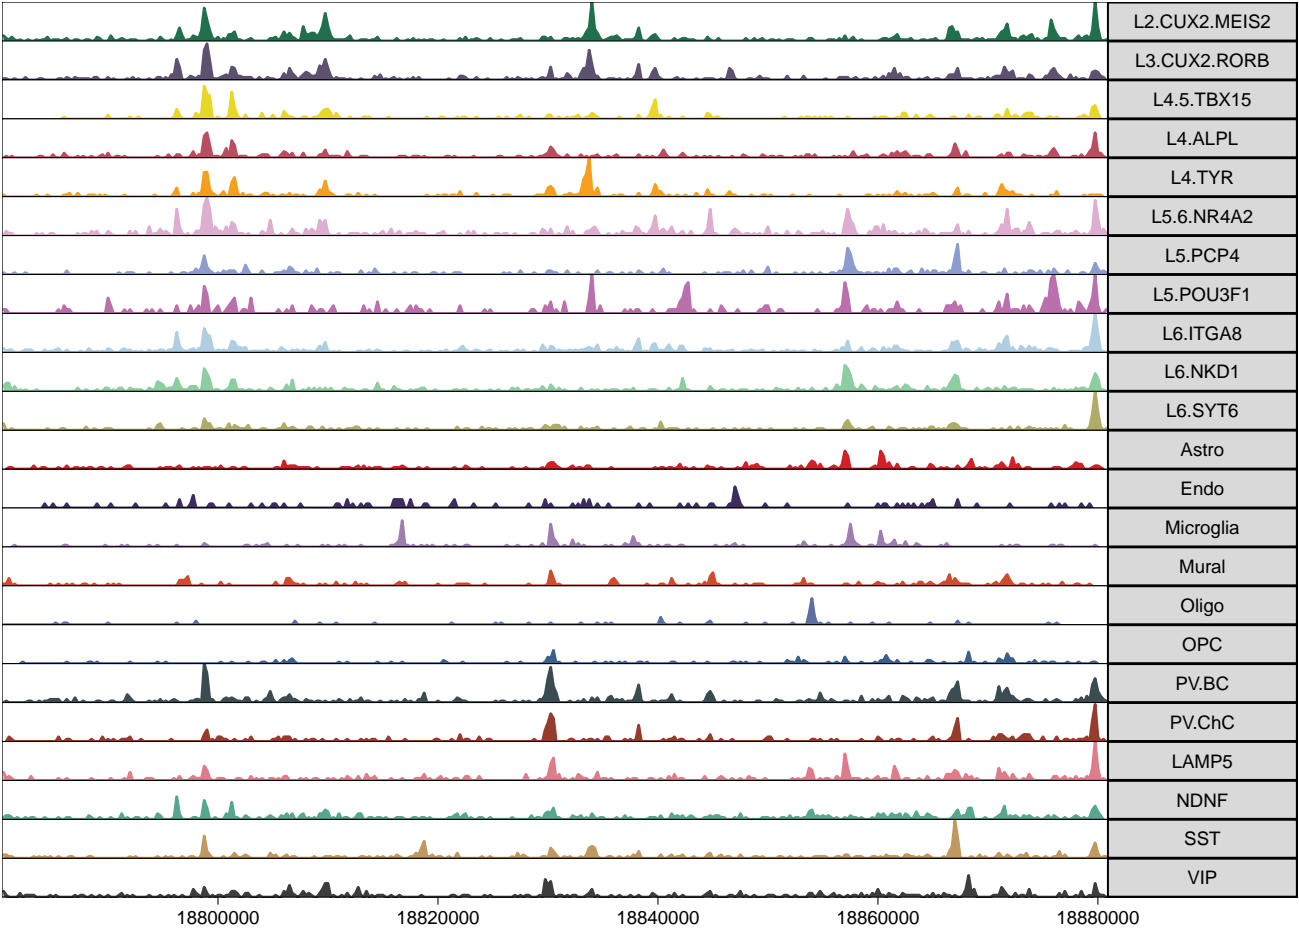 L2.CUX2.MEIS2
L3.CUX2.RORB
L4.5.TBX15
L4.ALPL
L4.TYR
L5.6.NR4A2
L5.PCP4
L5.POU3F1
L6.ITGA8
L6.NKD1
L6.SYT6
Astro
Endo
Microglia
Mural
Oligo
OPC
PV.BC
PV.ChC
LAMP5
NDNF
SST
VIP
18800000 18820000 18840000 18860000 18880000